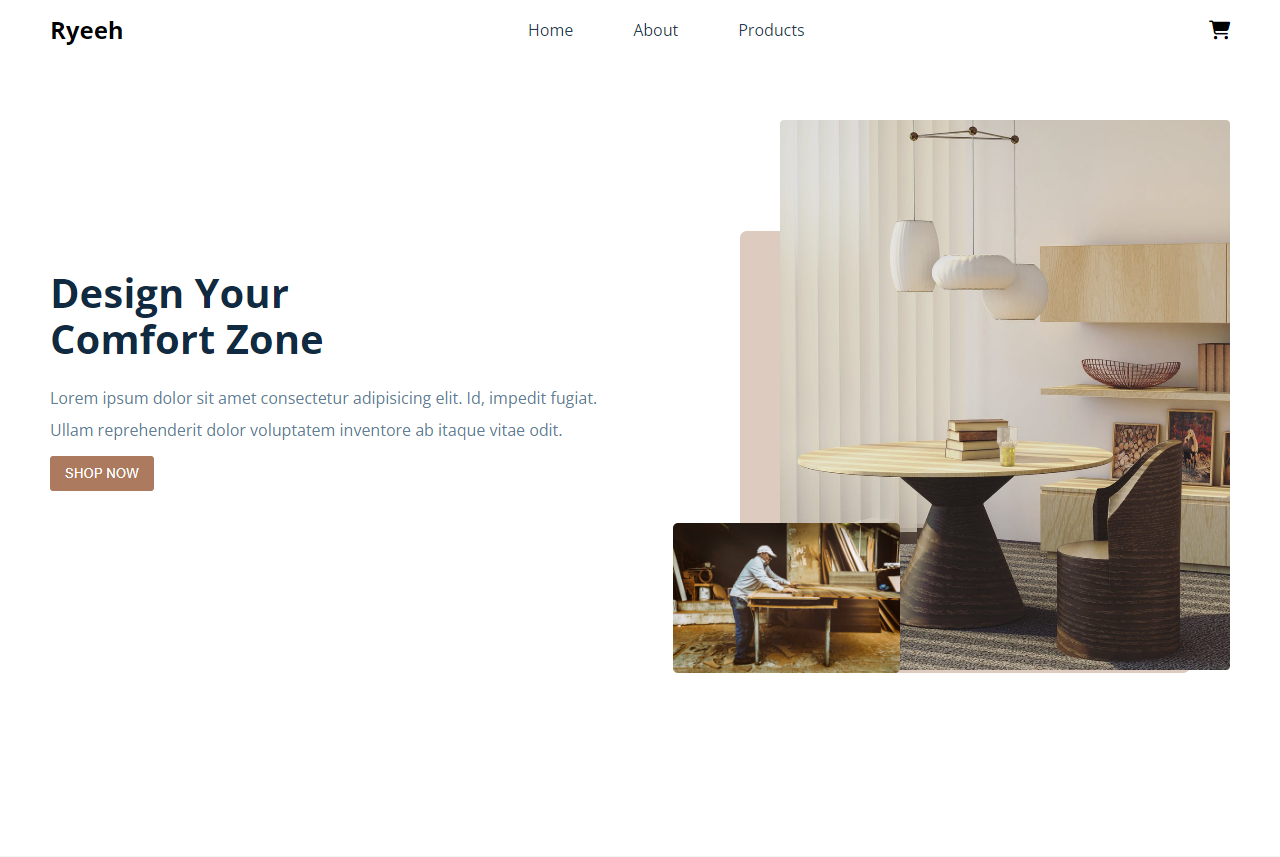 Ryeeh
Home
About
Products
Design Your
Comfort Zone
Lorem ipsum dolor sit amet consectetur adipisicing elit. Id, impedit fugiat.
Ullam reprehenderit dolor voluptatem inventore ab itaque vitae odit.
SHOP NOW